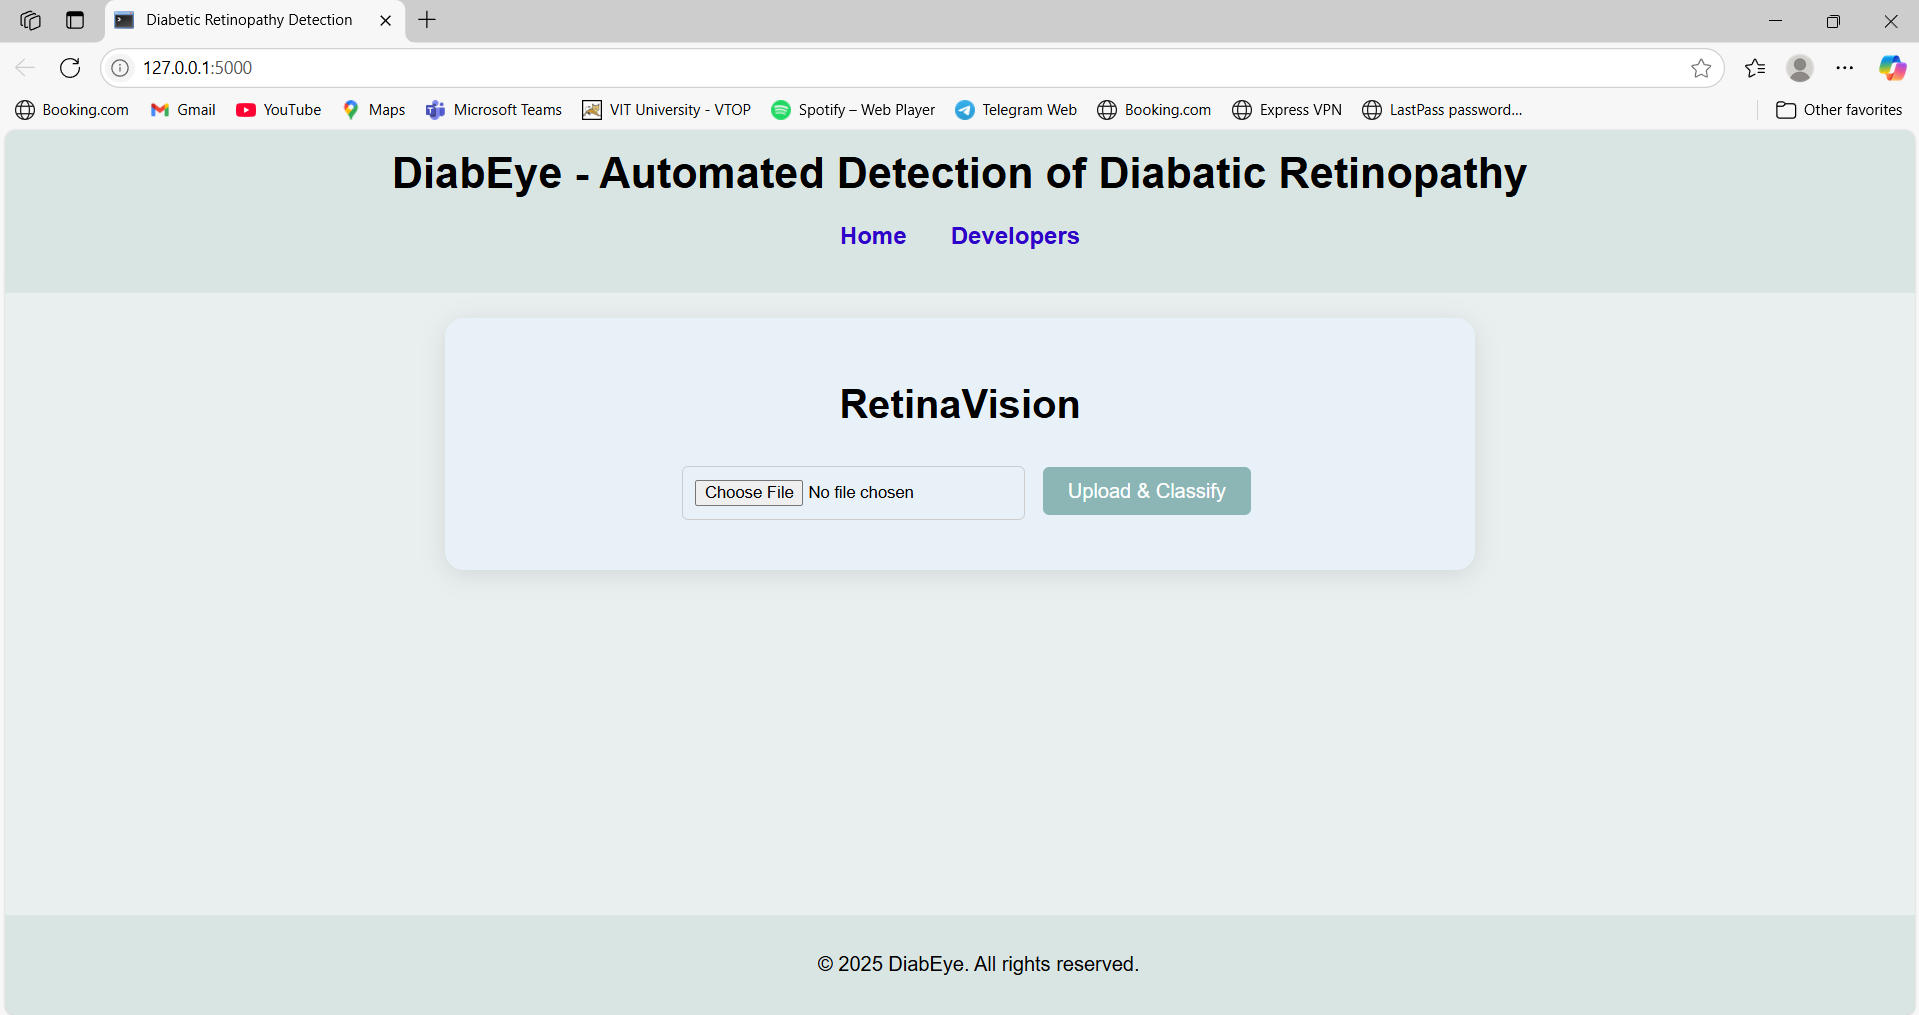 Diabetic Retinopathy Detection
127.0.0.1:5000
Booking.com Gmail YouTube Maps Microsoft Teams VIT University - VTOP Spotify – Web Player Telegram Web Booking.com Express VPN LastPass password... Other favorites
DiabEye - Automated Detection of Diabatic Retinopathy
Home Developers
RetinaVision
Choose File No file chosen Upload & Classify
© 2025 DiabEye. All rights reserved.